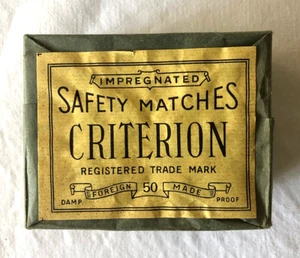 IMPREGNATED
SAFETY MATCHES
CRITERION
REGISTERED TRADE MARK
FOREIGN 50 MADE
DAMP PROOF